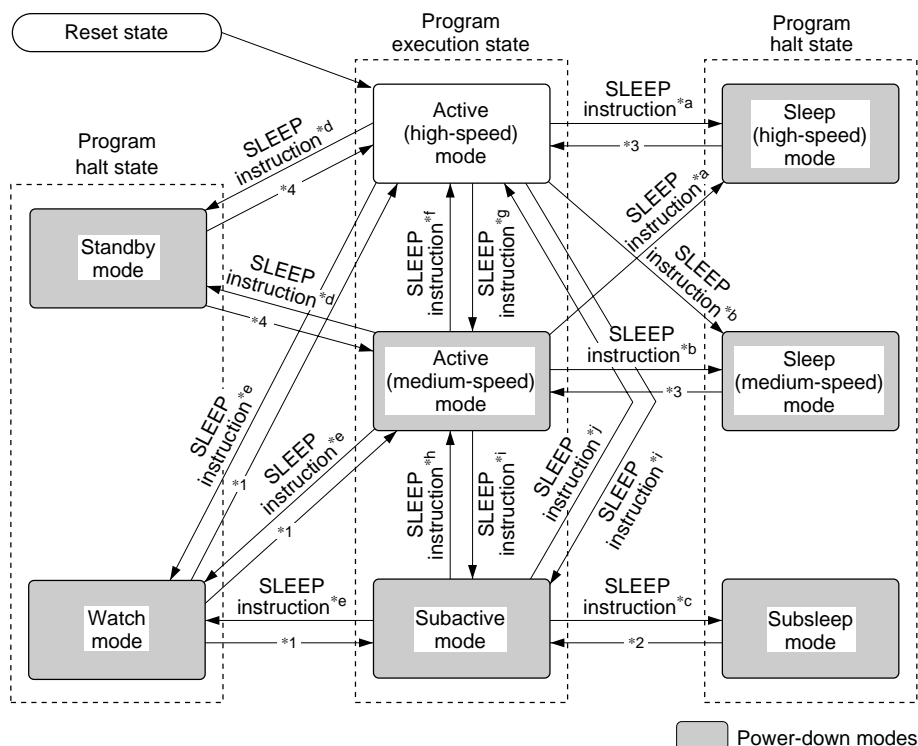 Reset state
Program
execution state
Program
halt state
Program
halt state
Active
(high-speed)
mode
SLEEP
instruction*a
*3
Sleep
(high-speed)
mode
SLEEP
instruction*d
*4
Standby
mode
SLEEP
instruction*d
*4
SLEEP
instruction*f
SLEEP
instruction*g
SLEEP
instruction*a
SLEEP
instruction*b
Active
(medium-speed)
mode
SLEEP
instruction*b
*3
Sleep
(medium-speed)
mode
SLEEP
instruction*e
*1
SLEEP
instruction*e
*1
SLEEP
instruction*h
SLEEP
instruction*i
SLEEP
instruction*j
SLEEP
instruction*i
Watch
mode
SLEEP
instruction*e
*1
Subactive
mode
SLEEP
instruction*c
*2
Subsleep
mode
Power-down modes